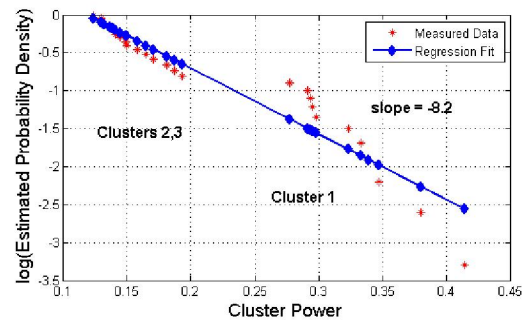 0
-0.5
-1
-1.5
-2
-2.5
-3
-3.5
0.1
0.15
0.2
0.25
0.3
0.35
0.4
0.45
log(Estimated Probability Density)
Cluster Power
Measured Data
Regression Fit
slope = -8.2
Clusters 2,3
Cluster 1